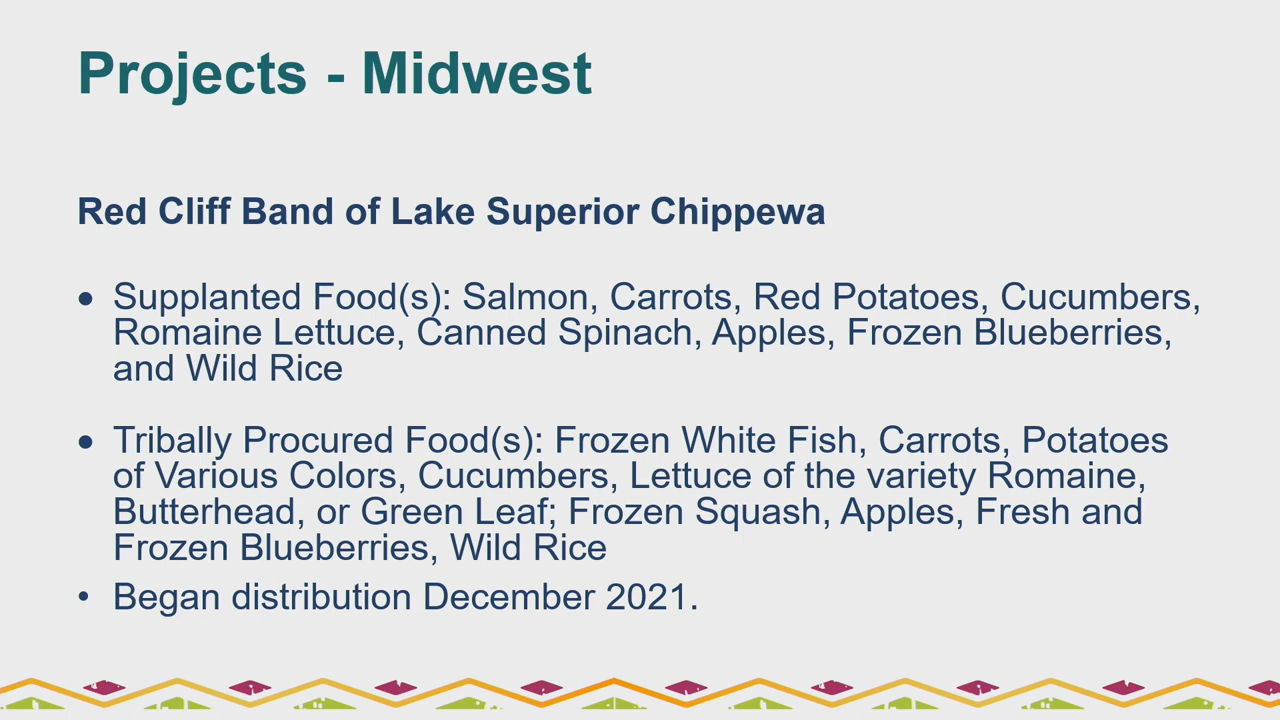 Projects - Midwest
Red Cliff Band of Lake Superior Chippewa
• Supplanted Food(s): Salmon, Carrots, Red Potatoes, Cucumbers,
Romaine Lettuce, Canned Spinach, Apples, Frozen Blueberries,
and Wild Rice
• Tribally Procured Food(s): Frozen White Fish, Carrots, Potatoes
of Various Colors, Cucumbers, Lettuce of the variety Romaine,
Butterhead, or Green Leaf; Frozen Squash, Apples, Fresh and
Frozen Blueberries, Wild Rice
• Began distribution December 2021.